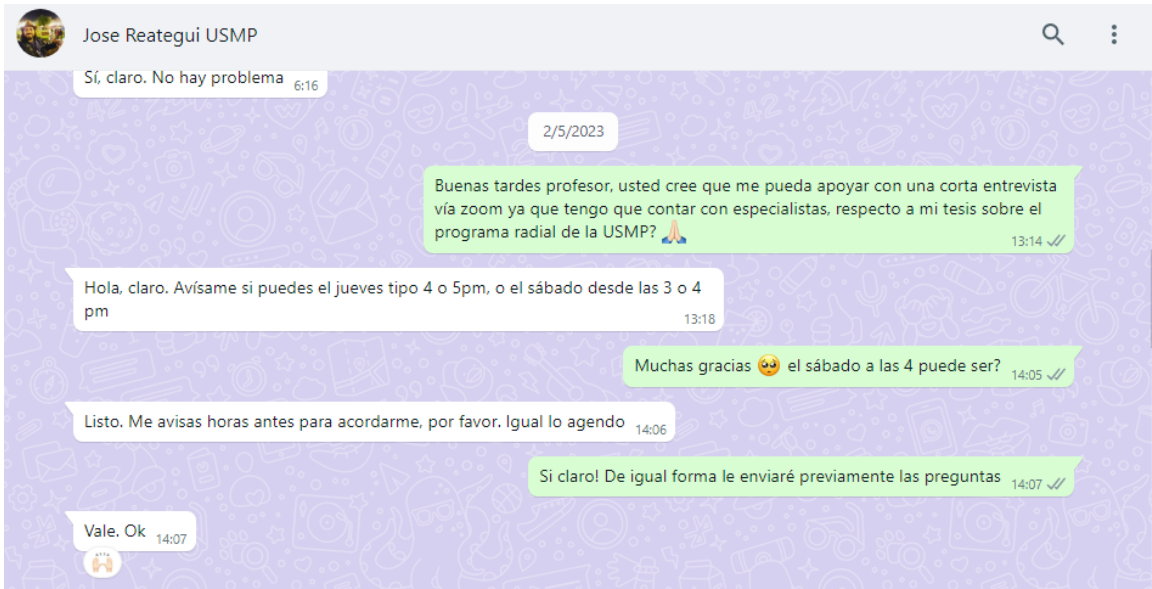 Jose Reategui USMP
Sí, claro. No hay problema 6:16
2/5/2023
Buenas tardes profesor, usted cree que me pueda apoyar con una corta entrevista
vía zoom ya que tengo que contar con especialistas, respecto a mi tesis sobre el
programa radial de la USMP? 🙏🏻
13:14
Hola, claro. Avísame si puedes el jueves tipo 4 o 5pm, o el sábado desde las 3 o 4
pm
13:18
Muchas gracias 🥺 el sábado a las 4 puede ser? 14:05
Listo. Me avisas horas antes para acordarme, por favor. Igual lo agendo 14:06
Si claro! De igual forma le enviaré previamente las preguntas 14:07
Vale. Ok 14:07